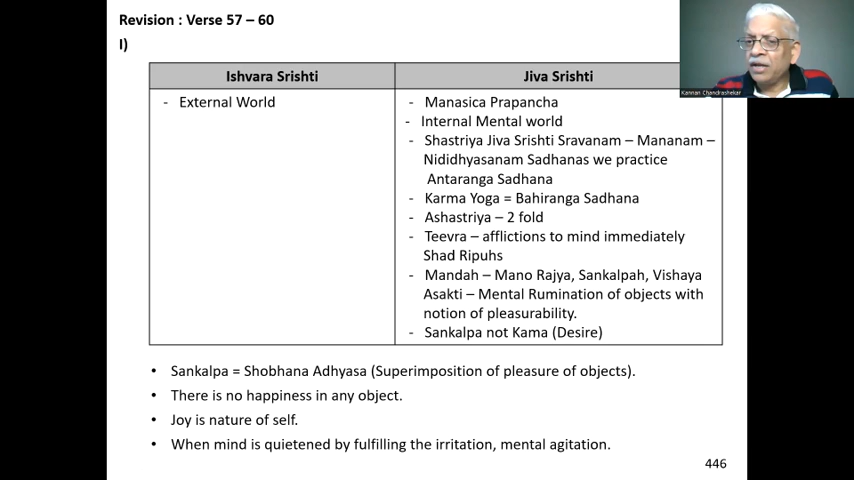 Revision : Verse 57 – 60
I)
Ishvara Srishti
Jiva Srishti
- External World
- Manasica Prapancha
- Internal Mental world
- Shastriya Jiva Srishti Sravanam – Mananam –
Nididhyasanam Sadhanas we practice
Antaranga Sadhana
- Karma Yoga = Bahiranga Sadhana
- Ashastriya – 2 fold
- Teevra – afflictions to mind immediately
Shad Ripuhs
- Mandah – Mano Rajya, Sankalpah, Vishaya
Asakti – Mental Rumination of objects with
notion of pleasurability.
- Sankalpa not Kama (Desire)
• Sankalpa = Shobhana Adhyasa (Superimposition of pleasure of objects).
• There is no happiness in any object.
• Joy is nature of self.
• When mind is quietened by fulfilling the irritation, mental agitation.
446
Kannan Chandrashekar